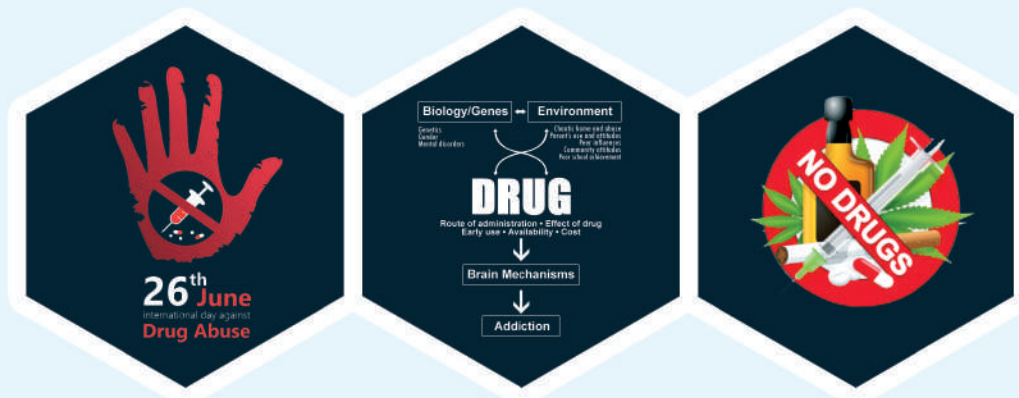 26th June
international day against
Drug Abuse
Biology/Genes
Environment
Genetics
Gender
Mental disorders
Chaotic home and abuse
Parent's use and attitudes
Peer influences
Community attitudes
Poor school achievement
DRUG
Route of administration • Effect of drug
Early use • Availability • Cost
Brain Mechanisms
Addiction
NO DRUGS